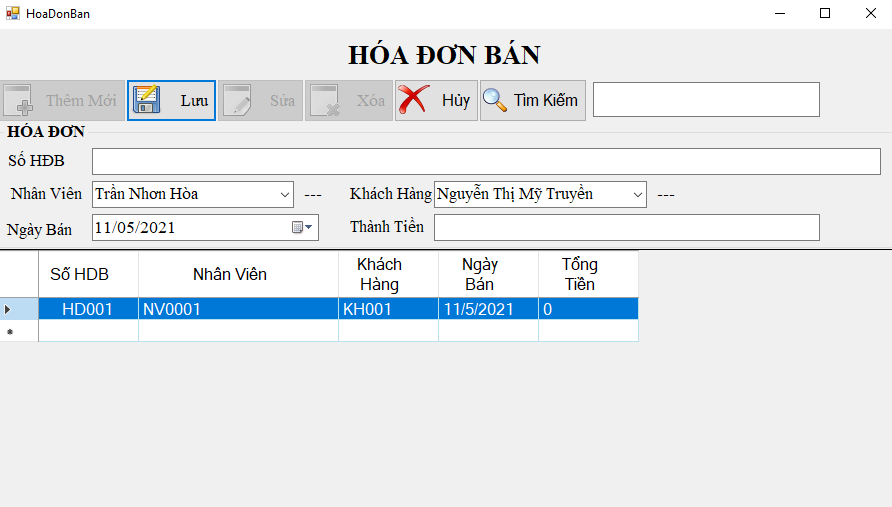 HoaDonBan
HÓA ĐƠN BÁN
Thêm Mới Lưu Sửa Xóa Hủy Tìm Kiếm
HÓA ĐƠN
Số HĐB
Nhân Viên Trần Nhơn Hòa --- Khách Hàng Nguyễn Thị Mỹ Truyền ---
Ngày Bán 11/05/2021 Thành Tiền
Số HDB Nhân Viên Khách Hàng Ngày Bán Tổng Tiền
HD001 NV0001 KH001 11/5/2021 0